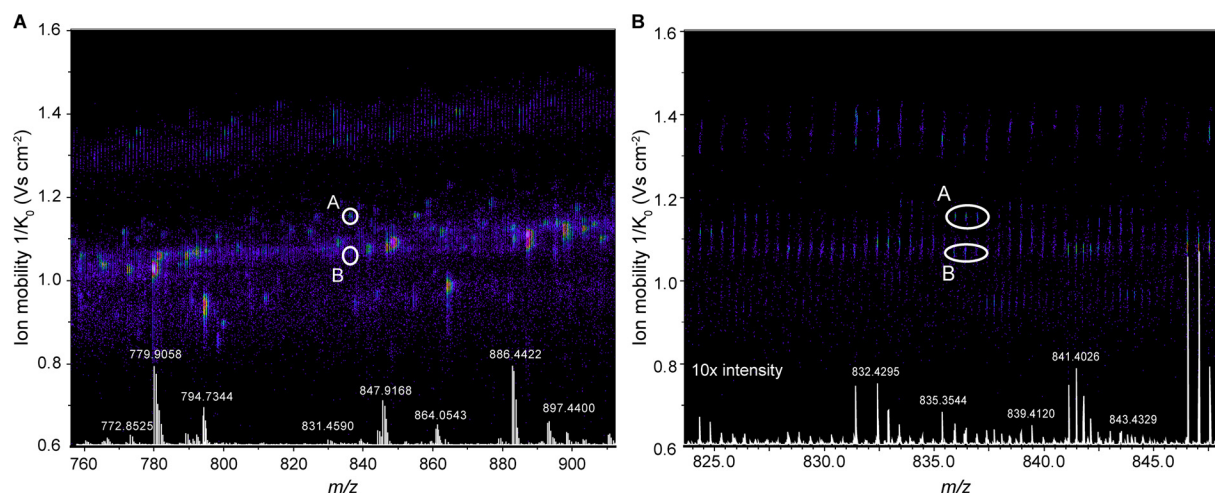 A
Ion mobility 1/K₀ (Vs cm⁻²)
1.6
1.4
1.2
1.0
0.8
0.6
A
B
779.9058
772.8525
794.7344
831.4590
847.9168
864.0543
886.4422
897.4400
760 780 800 820 840 860 880 900
m/z
B
Ion mobility 1/K₀ (Vs cm⁻²)
1.6
1.4
1.2
1.0
0.8
0.6
A
B
10x intensity
832.4295
835.3544
839.4120
841.4026
843.4329
825.0 830.0 835.0 840.0 845.0
m/z